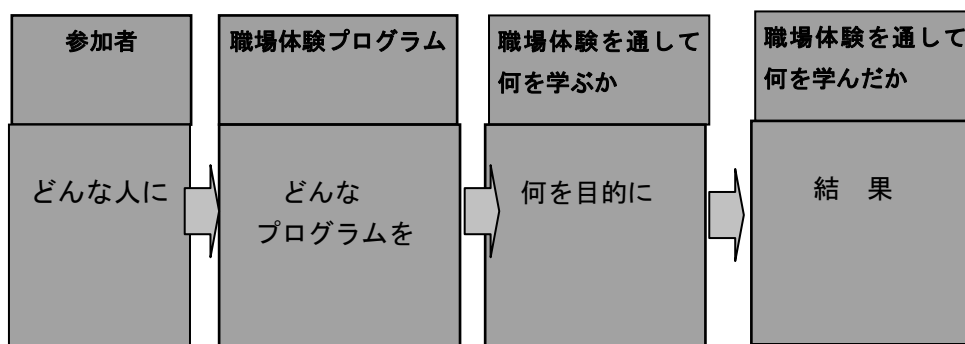 参加者
どんな人に
職場体験プログラム
どんな
プログラムを
職場体験を通して
何を学ぶか
何を目的に
職場体験を通して
何を学んだか
結　果